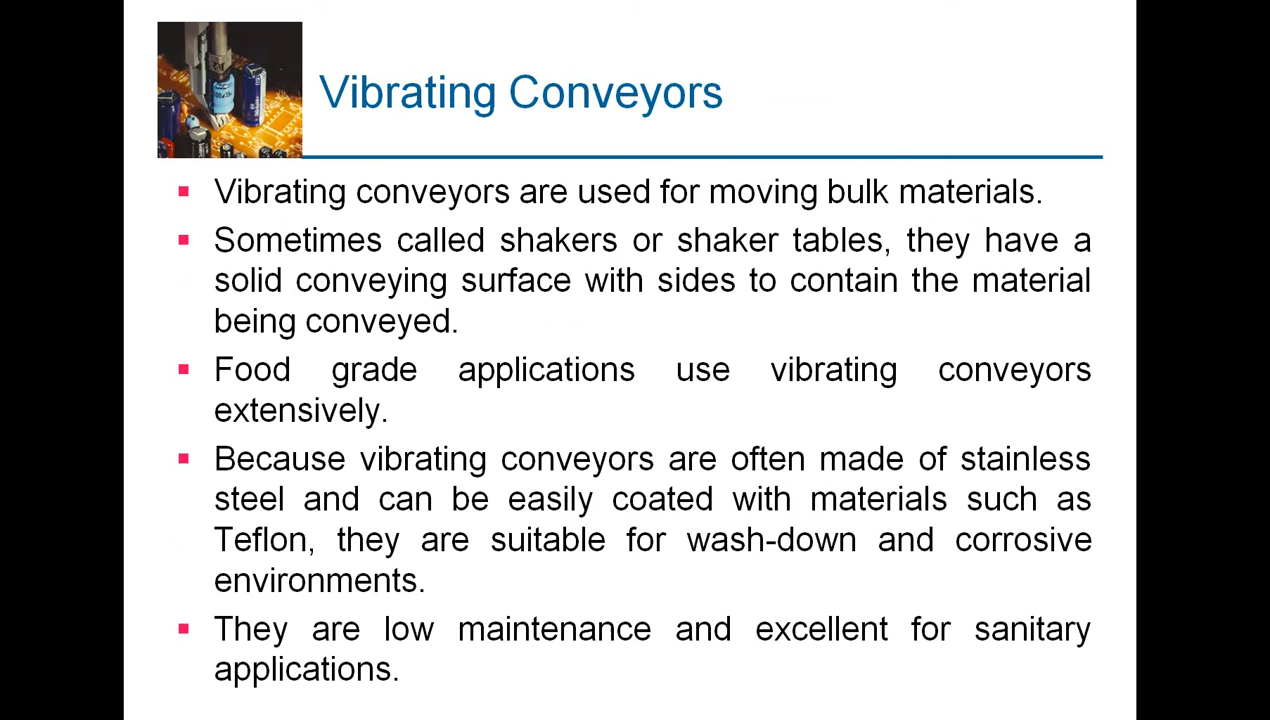 Vibrating Conveyors
▪ Vibrating conveyors are used for moving bulk materials.
▪ Sometimes called shakers or shaker tables, they have a
solid conveying surface with sides to contain the material
being conveyed.
▪ Food grade applications use vibrating conveyors
extensively.
▪ Because vibrating conveyors are often made of stainless
steel and can be easily coated with materials such as
Teflon, they are suitable for wash-down and corrosive
environments.
▪ They are low maintenance and excellent for sanitary
applications.